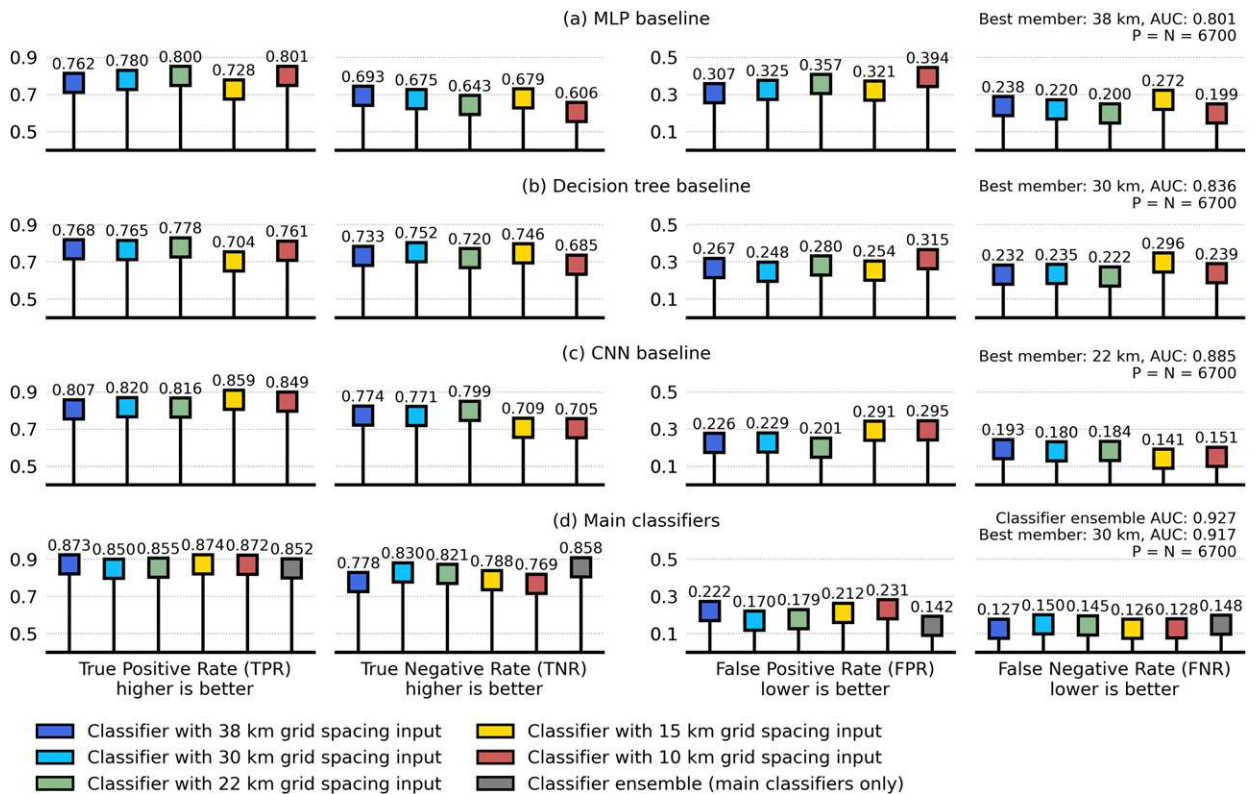 (a) MLP baseline
Best member: 38 km, AUC: 0.801
P = N = 6700
0.9
0.7
0.5
0.762 0.780 0.800 0.728 0.801
0.693 0.675 0.643 0.679 0.606
0.5
0.3
0.1
0.307 0.325 0.357 0.321 0.394
0.238 0.220 0.200 0.272 0.199
(b) Decision tree baseline
Best member: 30 km, AUC: 0.836
P = N = 6700
0.9
0.7
0.5
0.768 0.765 0.778 0.704 0.761
0.733 0.752 0.720 0.746 0.685
0.5
0.3
0.1
0.267 0.248 0.280 0.254 0.315
0.232 0.235 0.222 0.296 0.239
(c) CNN baseline
Best member: 22 km, AUC: 0.885
P = N = 6700
0.9
0.7
0.5
0.807 0.820 0.816 0.859 0.849
0.774 0.771 0.799 0.709 0.705
0.5
0.3
0.1
0.226 0.229 0.201 0.291 0.295
0.193 0.180 0.184 0.141 0.151
(d) Main classifiers
Classifier ensemble AUC: 0.927
Best member: 30 km, AUC: 0.917
P = N = 6700
0.9
0.7
0.5
0.873 0.850 0.855 0.874 0.872 0.852
0.778 0.830 0.821 0.788 0.769 0.858
0.5
0.3
0.1
0.222 0.170 0.179 0.212 0.231 0.142
0.127 0.150 0.145 0.126 0.128 0.148
True Positive Rate (TPR)
higher is better
True Negative Rate (TNR)
higher is better
False Positive Rate (FPR)
lower is better
False Negative Rate (FNR)
lower is better
Classifier with 38 km grid spacing input
Classifier with 30 km grid spacing input
Classifier with 22 km grid spacing input
Classifier with 15 km grid spacing input
Classifier with 10 km grid spacing input
Classifier ensemble (main classifiers only)